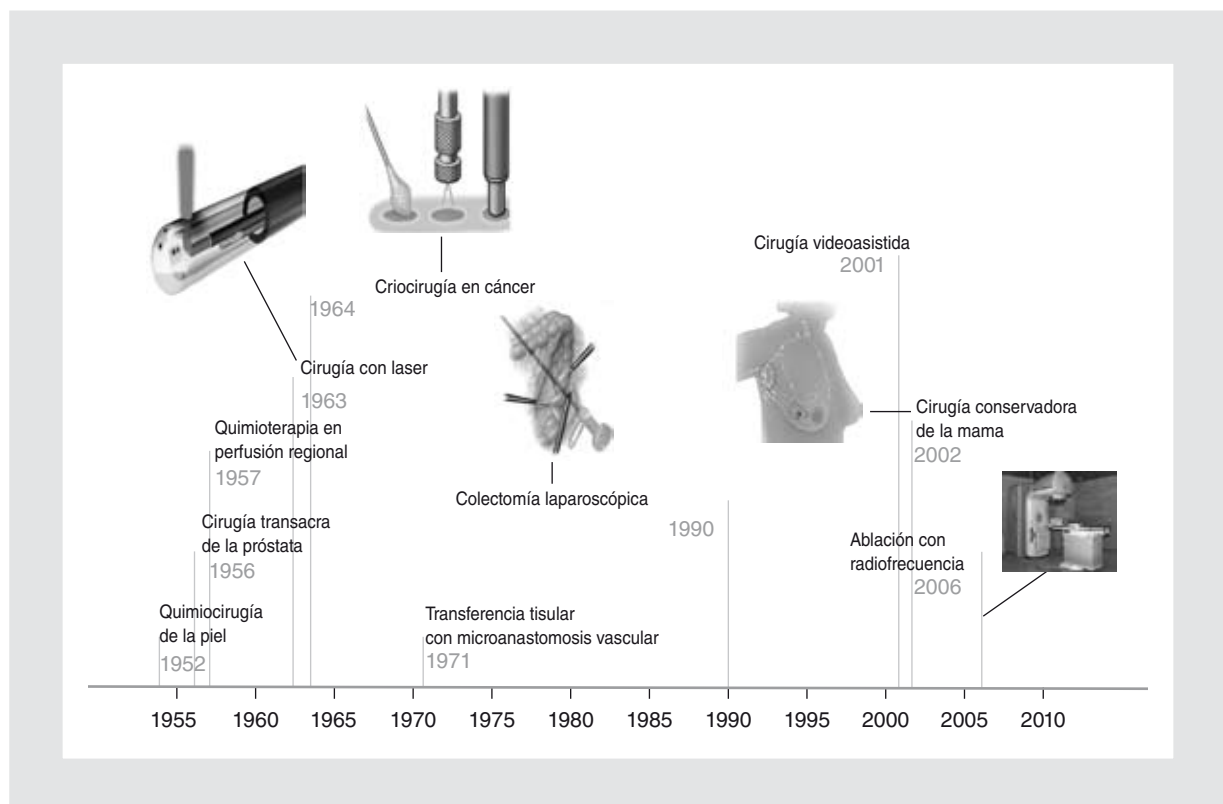 Cirugía videoasistida
2001
Criocirugía en cáncer
1964
Cirugía con laser
1963
Quimioterapia en
perfusión regional
1957
Cirugía conservadora
de la mama
2002
Colectomía laparoscópica
1990
Cirugía transacra
de la próstata
1956
Ablación con
radiofrecuencia
2006
Quimiocirugía
de la piel
1952
Transferencia tisular
con microanastomosis vascular
1971
1955 1960 1965 1970 1975 1980 1985 1990 1995 2000 2005 2010